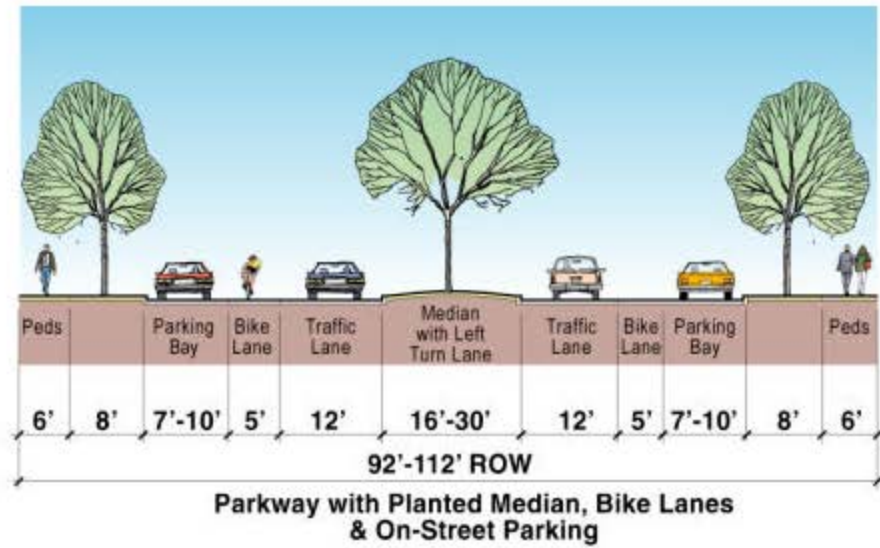 Peds
Parking
Bay
Bike
Lane
Traffic
Lane
Median
with Left
Turn Lane
Traffic
Lane
Bike
Lane
Parking
Bay
Peds
6' 8' 7'-10' 5' 12' 16'-30' 12' 5' 7'-10' 8' 6'
92'-112' ROW
Parkway with Planted Median, Bike Lanes
& On-Street Parking